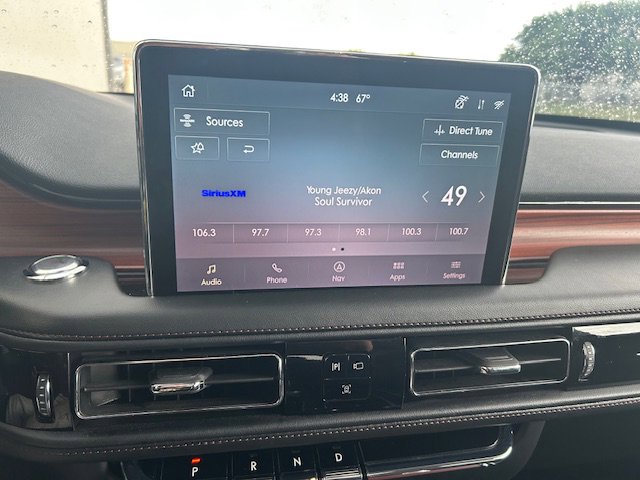 4:38 67°
Sources
Direct Tune
Channels
SiriusXM
Young Jeezy/Akon
Soul Survivor
49
106.3 97.7 97.3 98.1 100.3 100.7
Audio Phone Nav Apps Settings
P
P R N D